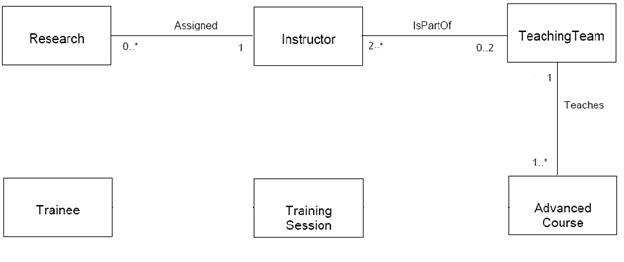 Assigned
IsPartOf
Research
Instructor
TeachingTeam
0..*
1
2..*
0..2
1
Teaches
1..*
Trainee
Training
Session
Advanced
Course